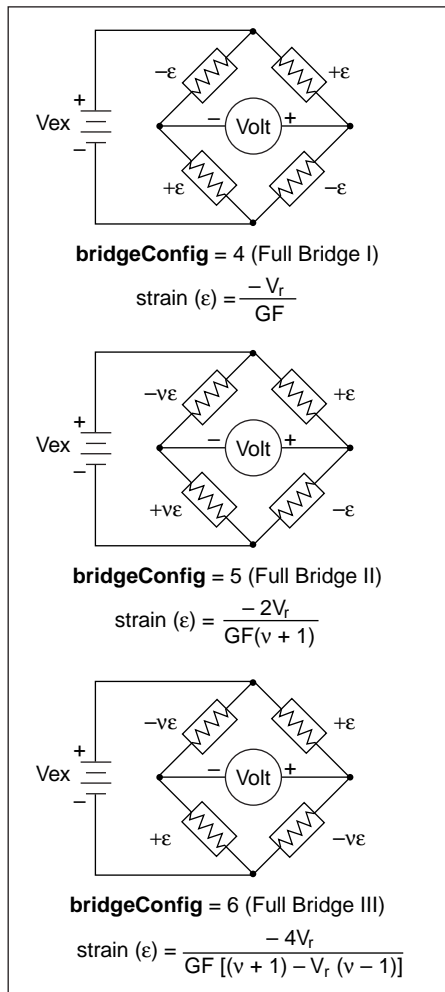 −ε +ε
+
Vex
−
− Volt +
+ε −ε
bridgeConfig = 4 (Full Bridge I)
strain (ε) = − Vr / GF
−νε +ε
+
Vex
−
− Volt +
+νε −ε
bridgeConfig = 5 (Full Bridge II)
strain (ε) = − 2Vr / GF(ν + 1)
−νε +ε
+
Vex
−
− Volt +
+ε −νε
bridgeConfig = 6 (Full Bridge III)
strain (ε) = − 4Vr / GF [(ν + 1) − Vr (ν − 1)]